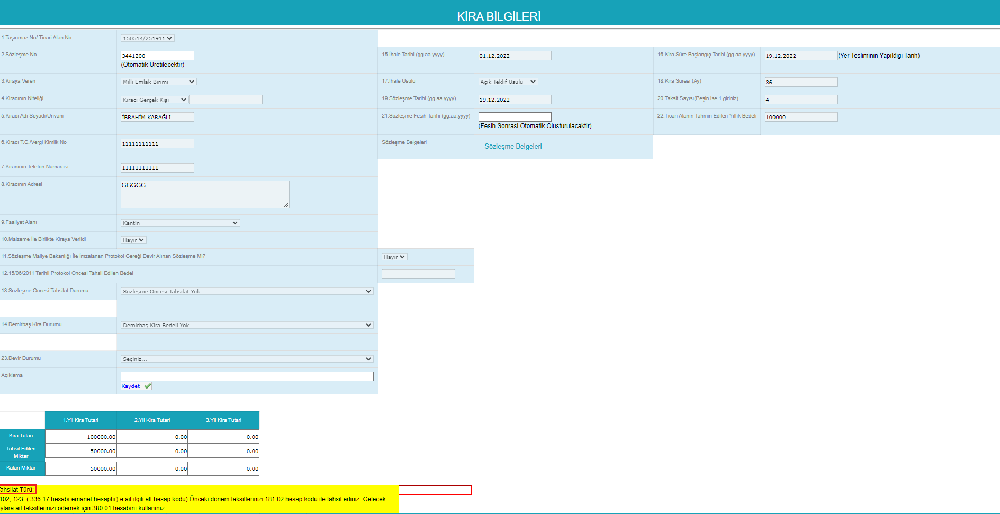 KİRA BİLGİLERİ
1.Taşınmaz No/ Ticari Alan No 150514/251911
2.Sözleşme No 3441200 15.İhale Tarihi (gg.aa.yyyy) 01.12.2022 16.Kira Süre Başlangıç Tarihi (gg.aa.yyyy) 19.12.2022 (Yer Tesliminin Yapildigi Tarih)
(Otomatik Üretilecektir)
3.Kiraya Veren Milli Emlak Birimi 17.Ihale Usulü Açık Teklif Usulü 18.Kira Süresi (Ay) 36
4.Kiracının Niteliği Kiracı Gerçek Kişi 19.Sözleşme Tarihi (gg.aa.yyyy) 19.12.2022 20.Taksit Sayısı(Peşin ise 1 giriniz) 4
5.Kiracı Adı Soyadı/Unvani İBRAHİM KARAĞLI 21.Sözleşme Fesih Tarihi (gg.aa.yyyy) 22.Ticari Alanın Tahmin Edilen Yıllık Bedeli 100000
(Fesih Sonrasi Otomatik Olusturulacaktir)
6.Kiracı T.C./Vergi Kimlik No 11111111111 Sözleşme Belgeleri Sözleşme Belgeleri
7.Kiracının Telefon Numarası 11111111111
8.Kiracının Adresi GGGGG
9.Faaliyet Alanı Kantin
10.Malzeme İle Birlikte Kiraya Verildi Hayır
11.Sözleşme Maliye Bakanlığı İle İmzalanan Protokol Gereği Devir Alınan Sözleşme Mi? Hayır
12.15/06/2011 Tarihli Protokol Öncesi Tahsil Edilen Bedel
13.Sozleşme Oncesi Tahsilat Durumu Sözleşme Oncesi Tahsilat Yok
14.Demirbaş Kira Durumu Demirbaş Kira Bedeli Yok
23.Devir Durumu Seçiniz...
Açıklama
Kaydet
1.Yil Kira Tutari 2.Yil Kira Tutari 3.Yil Kira Tutari
Kira Tutari 100000.00 0.00 0.00
Tahsil Edilen
Miktar 50000.00 0.00 0.00
Kalan Miktar 50000.00 0.00 0.00
ahsilat Türü:
102, 123, ( 336.17 hesabı emanet hesaptır) e ait ilgili alt hesap kodu) Önceki dönem taksitlerinizi 181.02 hesap kodu ile tahsil ediniz. Gelecek
ylara ait taksitlerinizi ödemek için 380.01 hesabını kullanınız.